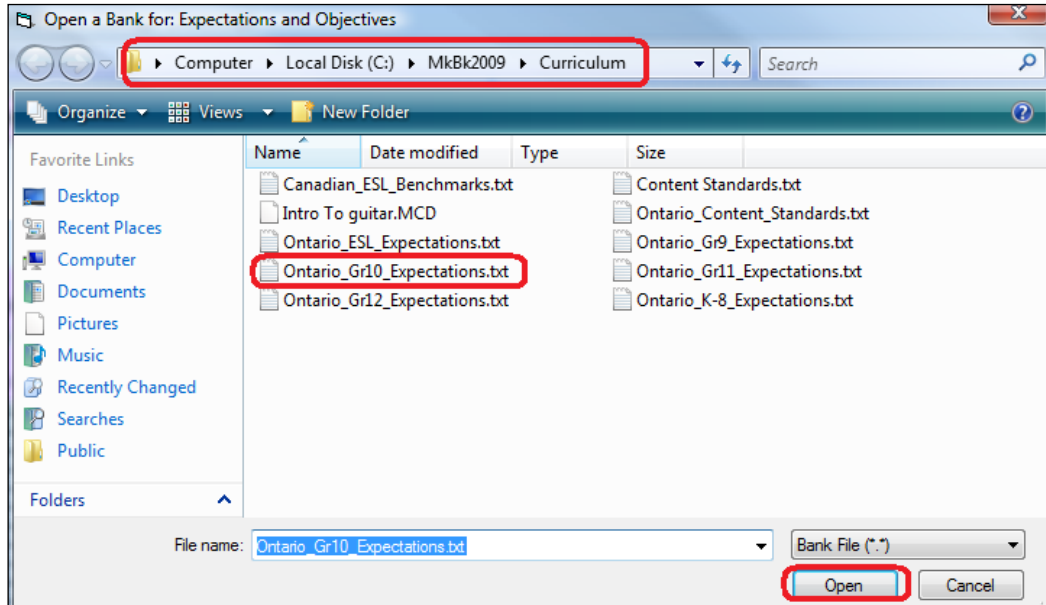 Open a Bank for: Expectations and Objectives
Computer Local Disk (C:) MkBk2009 Curriculum
Search
Organize Views New Folder
Favorite Links
Desktop
Recent Places
Computer
Documents
Pictures
Music
Recently Changed
Searches
Public
Folders
Name Date modified Type Size
Canadian_ESL_Benchmarks.txt Content Standards.txt
Intro To guitar.MCD Ontario_Content_Standards.txt
Ontario_ESL_Expectations.txt Ontario_Gr9_Expectations.txt
Ontario_Gr10_Expectations.txt Ontario_Gr11_Expectations.txt
Ontario_Gr12_Expectations.txt Ontario_K-8_Expectations.txt
File name: Ontario_Gr10_Expectations.txt Bank File (*.*)
Open Cancel